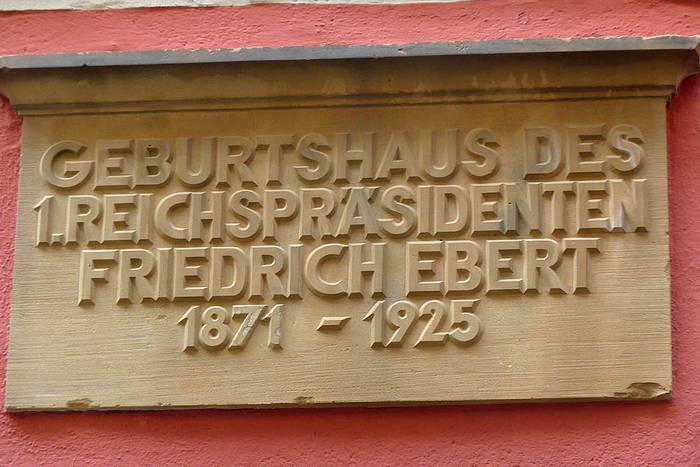 GEBURTSHAUS DES
1. REICHSPRÄSIDENTEN
FRIEDRICH EBERT
1871 - 1925